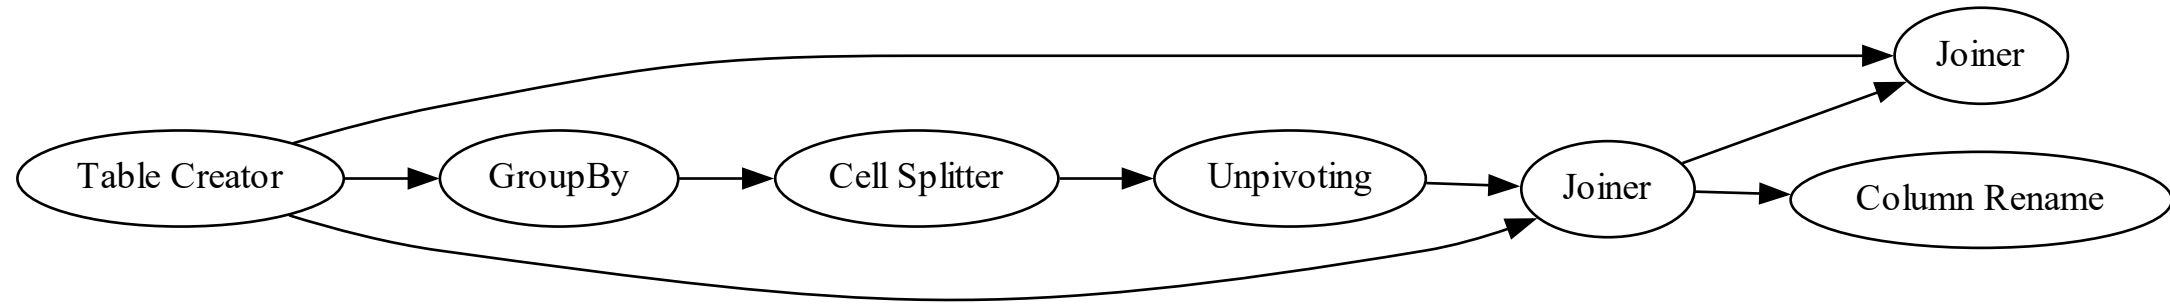 Joiner
Table Creator
GroupBy
Cell Splitter
Unpivoting
Joiner
Column Rename